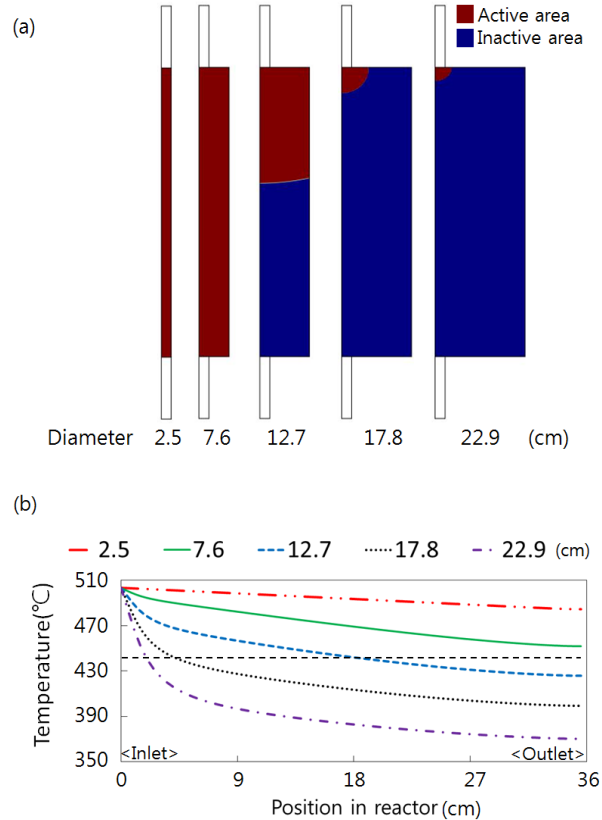 (a)
Active area
Inactive area
Diameter 2.5 7.6 12.7 17.8 22.9 (cm)
(b)
2.5 7.6 12.7 17.8 22.9 (cm)
Temperature(℃)
510
470
430
390
350
<Inlet> <Outlet>
0 9 18 27 36
Position in reactor(cm)